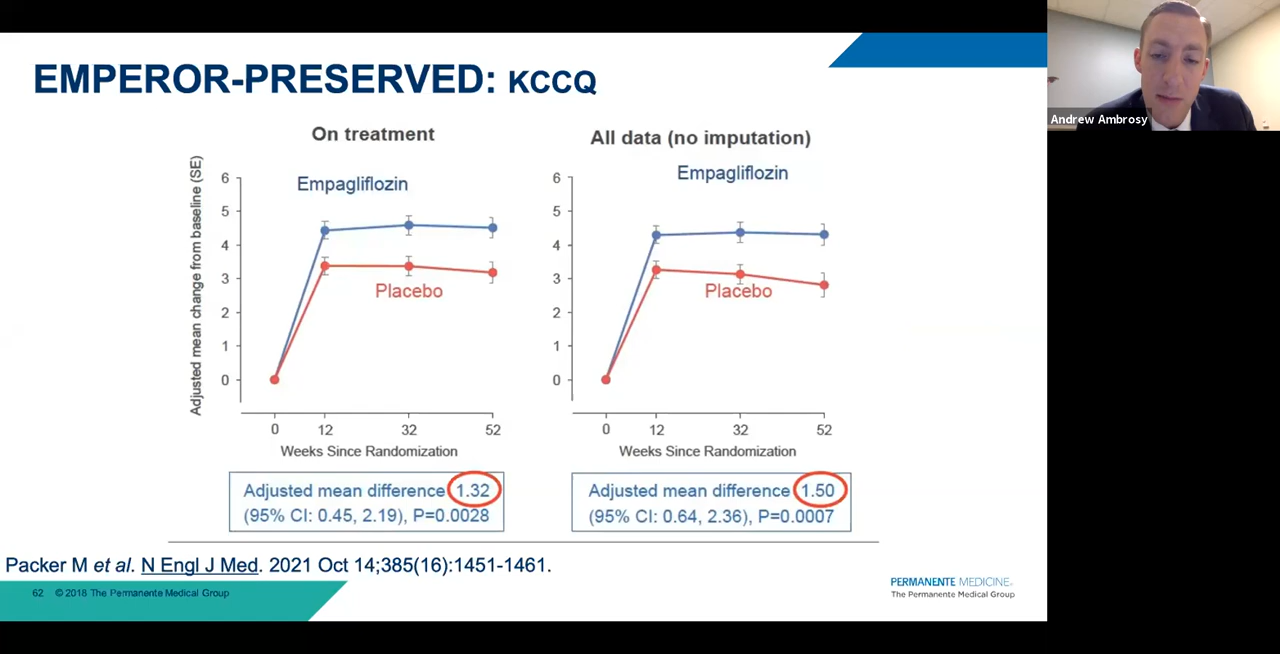 EMPEROR-PRESERVED: KCCQ
Andrew Ambrosy
On treatment
Adjusted mean change from baseline (SE)
6
5
4
3
2
1
0
Empagliflozin
Placebo
0 12 32 52
Weeks Since Randomization
Adjusted mean difference 1.32
(95% CI: 0.45, 2.19), P=0.0028
All data (no imputation)
6
5
4
3
2
1
0
Empagliflozin
Placebo
0 12 32 52
Weeks Since Randomization
Adjusted mean difference 1.50
(95% CI: 0.64, 2.36), P=0.0007
Packer M et al. N Engl J Med. 2021 Oct 14;385(16):1451-1461.
62 © 2018 The Permanente Medical Group
PERMANENTE MEDICINE
The Permanente Medical Group